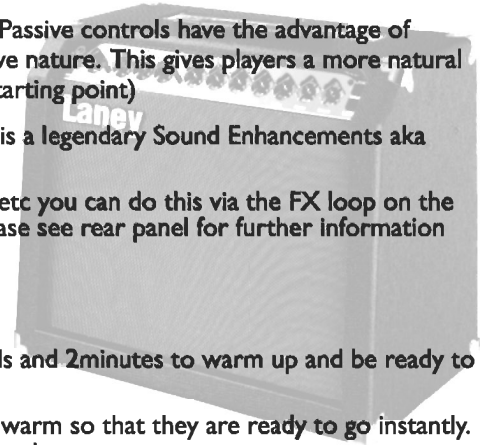 Passive controls have the advantage of
ve nature. This gives players a more natural
tarting point)
Laney
is a legendary Sound Enhancements aka
etc you can do this via the FX loop on the
ase see rear panel for further information
ds and 2minutes to warm up and be ready to
warm so that they are ready to go instantly.